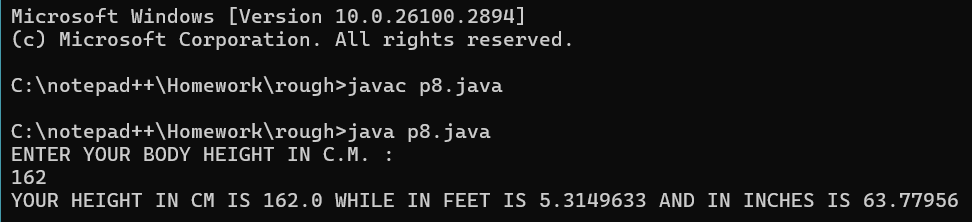 Microsoft Windows [Version 10.0.26100.2894]
(c) Microsoft Corporation. All rights reserved.
C:\notepad++\Homework\rough>javac p8.java
C:\notepad++\Homework\rough>java p8.java
ENTER YOUR BODY HEIGHT IN C.M. :
162
YOUR HEIGHT IN CM IS 162.0 WHILE IN FEET IS 5.3149633 AND IN INCHES IS 63.77956